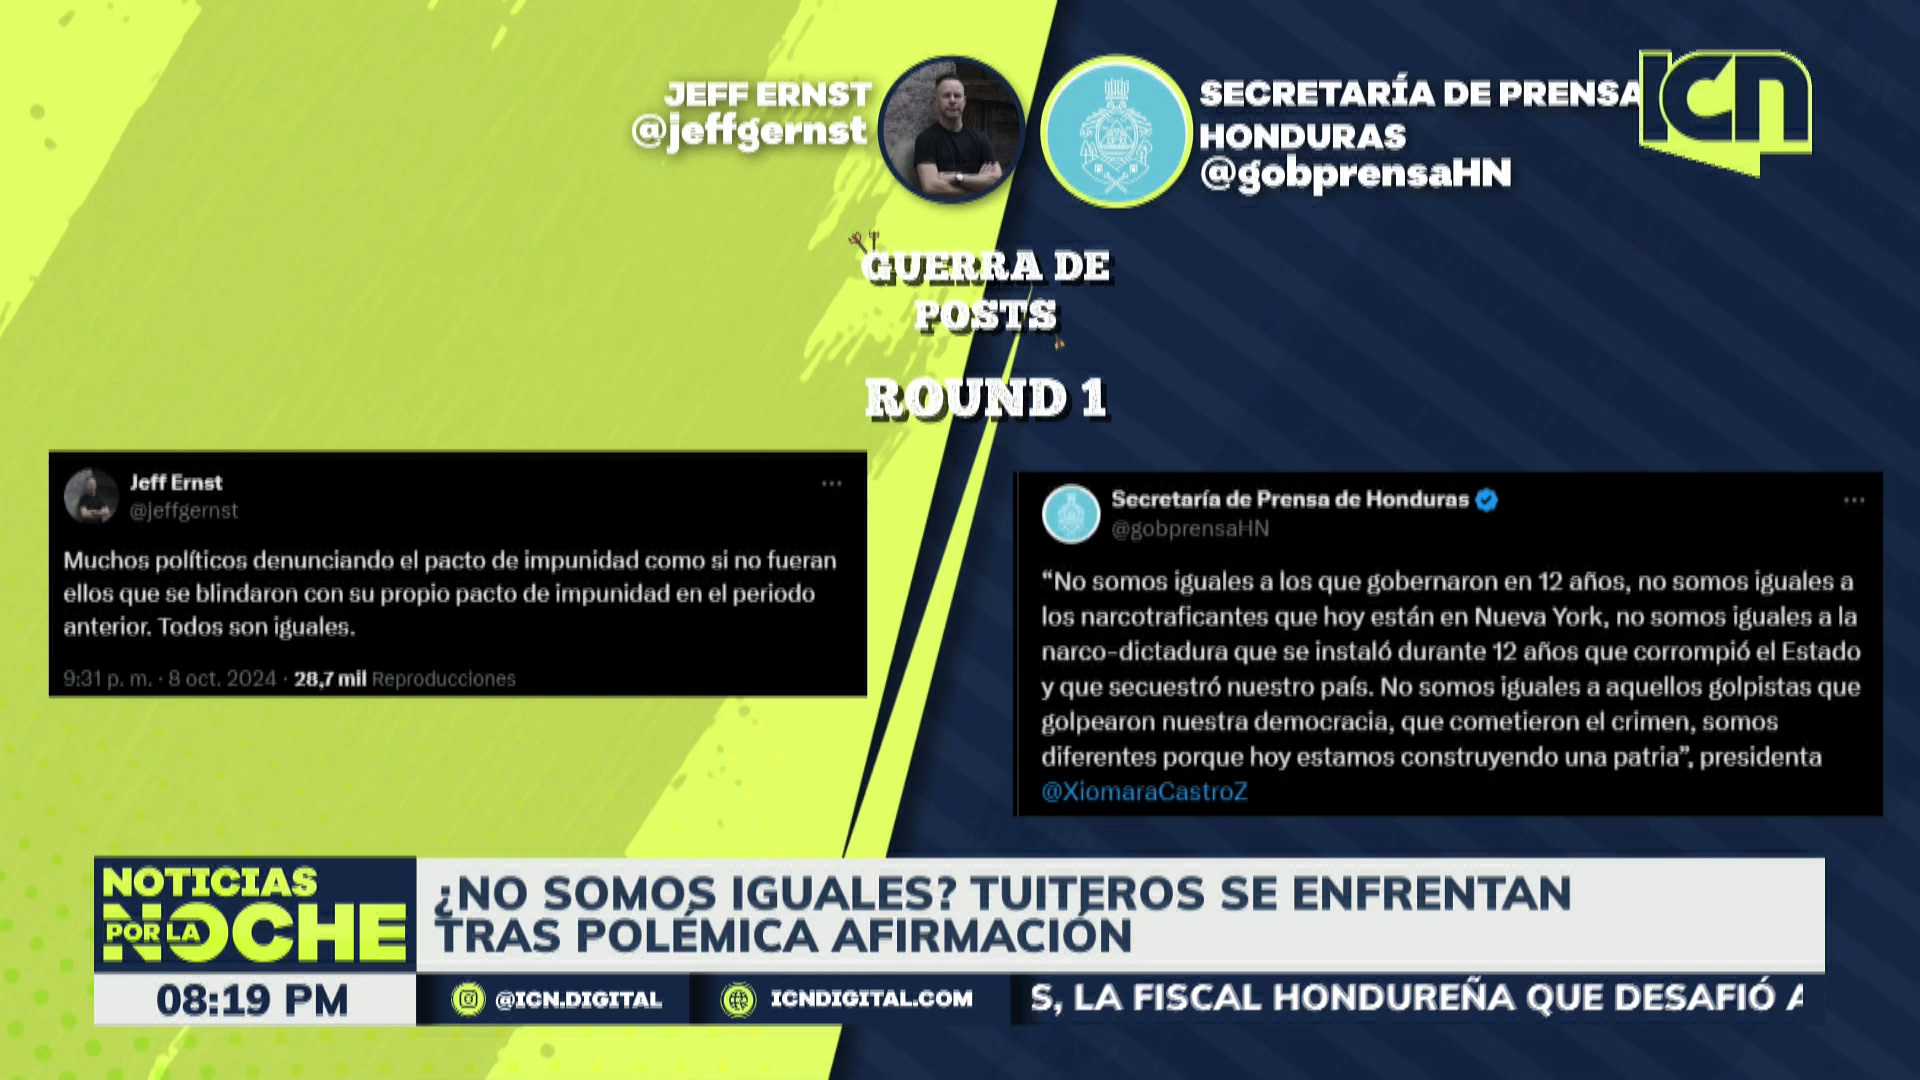 JEFF ERNST
@jeffgernst
SECRETARÍA DE PRENSA
HONDURAS
@gobprensaHN
ICN
GUERRA DE
POSTS
ROUND 1
Jeff Ernst
@jeffgernst
Muchos políticos denunciando el pacto de impunidad como si no fueran
ellos que se blindaron con su propio pacto de impunidad en el periodo
anterior. Todos son iguales.
9:31 p. m. · 8 oct. 2024 · 28,7 mil Reproducciones
Secretaría de Prensa de Honduras
@gobprensaHN
“No somos iguales a los que gobernaron en 12 años, no somos iguales a
los narcotraficantes que hoy están en Nueva York, no somos iguales a la
narco-dictadura que se instaló durante 12 años que corrompió el Estado
y que secuestró nuestro país. No somos iguales a aquellos golpistas que
golpearon nuestra democracia, que cometieron el crimen, somos
diferentes porque hoy estamos construyendo una patria”, presidenta
@XiomaraCastroZ
NOTICIAS
POR LA NOCHE
¿NO SOMOS IGUALES? TUITEROS SE ENFRENTAN
TRAS POLÉMICA AFIRMACIÓN
08:19 PM
@ICN.DIGITAL
ICNDIGITAL.COM
S, LA FISCAL HONDUREÑA QUE DESAFIÓ A